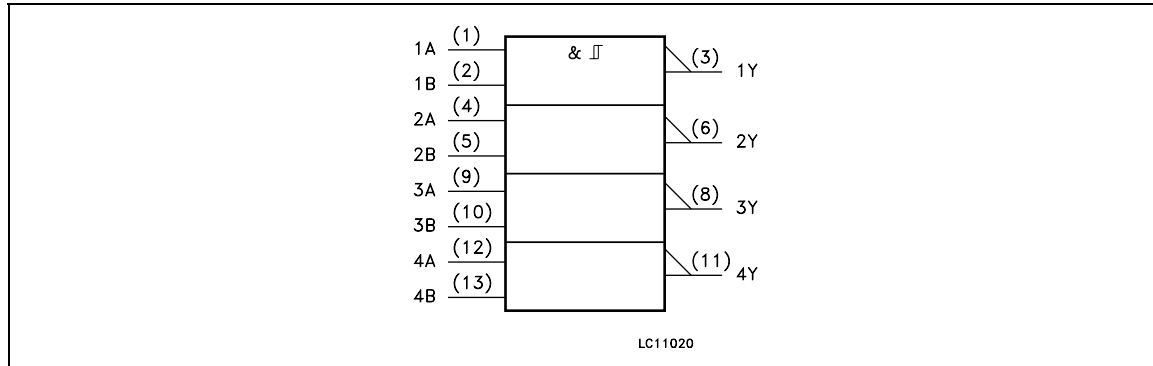 1A (1) & ⎎ (3) 1Y
1B (2)
2A (4) (6) 2Y
2B (5)
3A (9) (8) 3Y
3B (10)
4A (12) (11) 4Y
4B (13)
LC11020